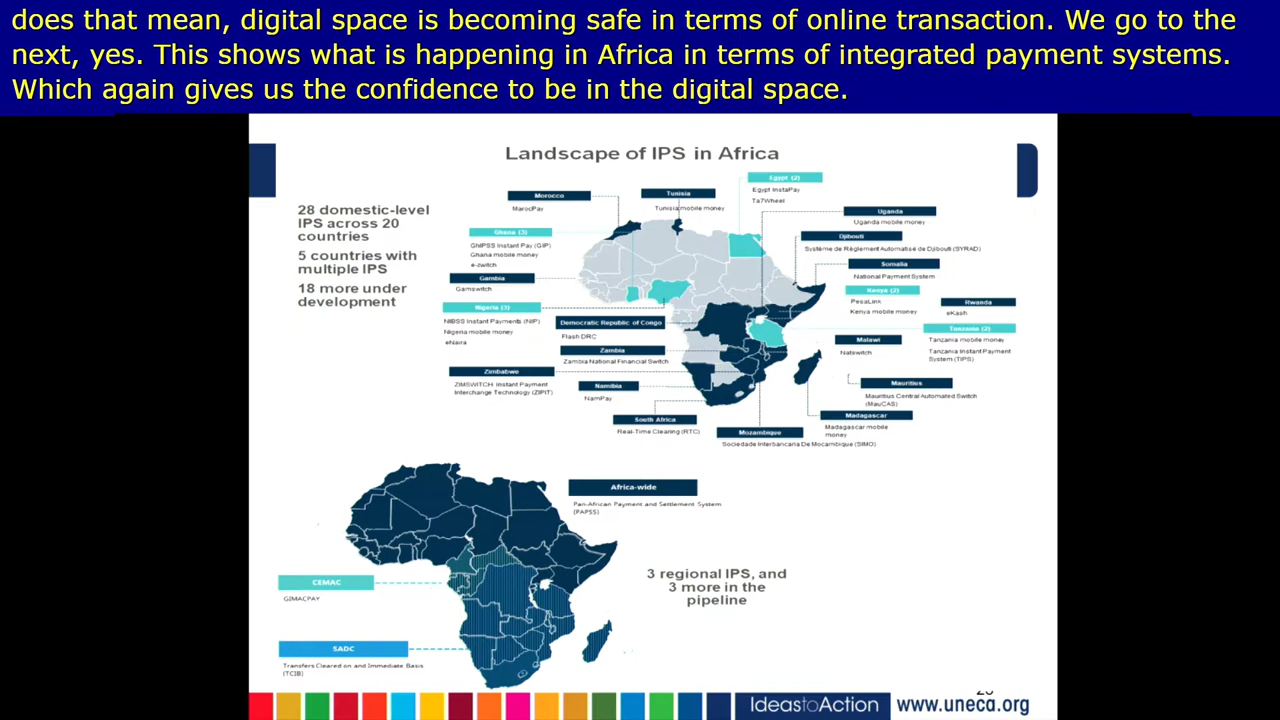 does that mean, digital space is becoming safe in terms of online transaction. We go to the
next, yes. This shows what is happening in Africa in terms of integrated payment systems.
Which again gives us the confidence to be in the digital space.
Landscape of IPS in Africa
28 domestic-level
IPS across 20
countries
5 countries with
multiple IPS
18 more under
development
Morocco
MarocPay
Tunisia
Tunisia mobile money
Egypt (2)
Egypt InstaPay
Ta7Wheel
Ghana (3)
GhIPSS Instant Pay (GIP)
Ghana mobile money
e-zwitch
Uganda
Uganda mobile money
Djibouti
Système de Règlement Automatisé de Djibouti (SYRAD)
Gambia
Gamswitch
Somalia
National Payment System
Nigeria (3)
NIBSS Instant Payments (NIP)
Nigeria mobile money
eNaira
Kenya (2)
PesaLink
Kenya mobile money
Rwanda
eKash
Democratic Republic of Congo
Flash DRC
Tanzania (2)
Tanzania mobile money
Tanzania Instant Payment
System (TIPS)
Zambia
Zambia National Financial Switch
Malawi
Natswitch
Zimbabwe
ZIMSWITCH Instant Payment
Interchange Technology (ZIPIT)
Namibia
NamPay
Mauritius
Mauritius Central Automated Switch
(MauCAS)
South Africa
Real-Time Clearing (RTC)
Mozambique
Sociedade Interbancaria De Mocambique (SIMO)
Madagascar
Madagascar mobile
money
Africa-wide
Pan-African Payment and Settlement System
(PAPSS)
CEMAC
GIMACPAY
3 regional IPS, and
3 more in the
pipeline
SADC
Transfers Cleared on and Immediate Basis
(TCIB)
IdeastoAction
www.uneca.org